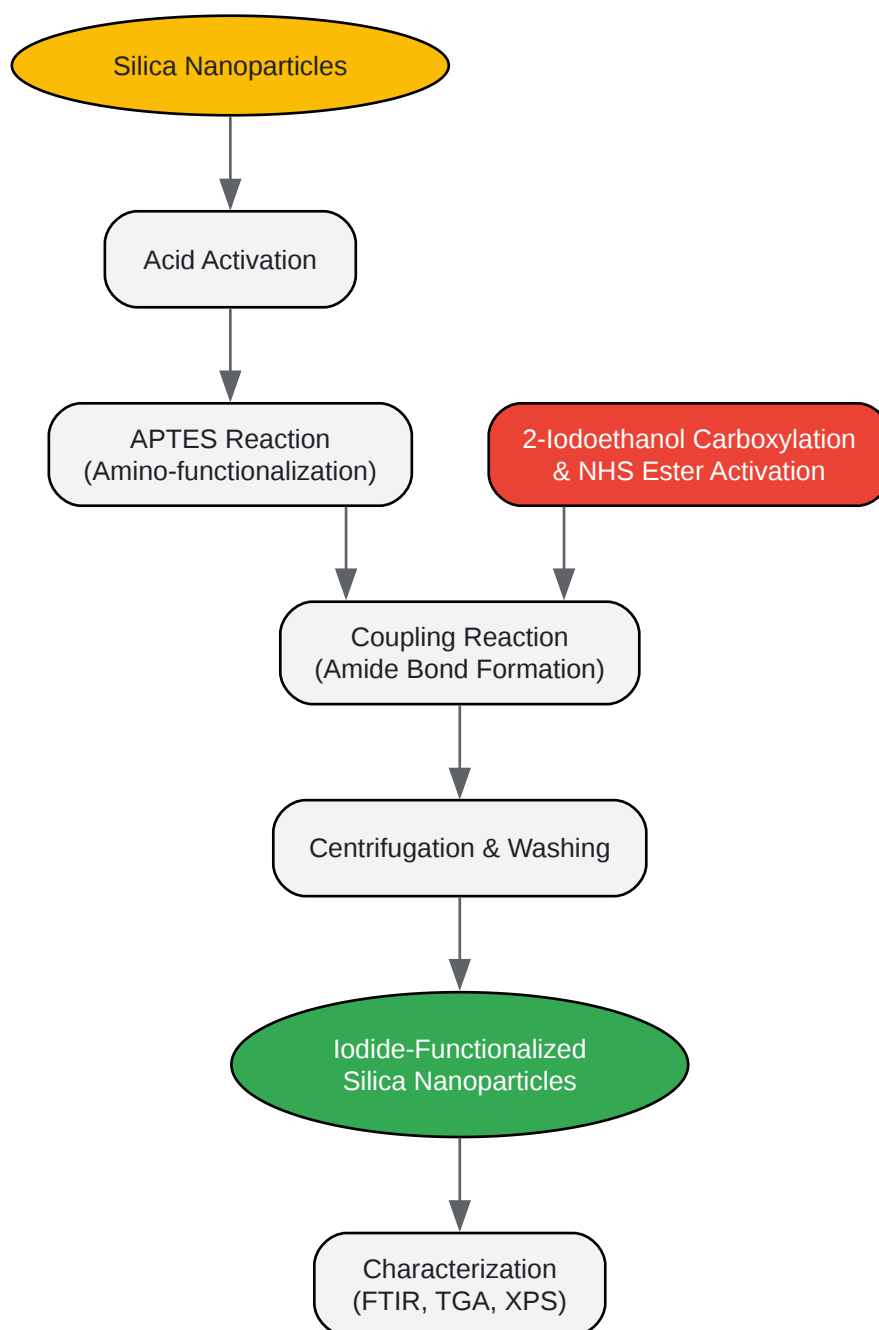 Silica Nanoparticles
Acid Activation
APTES Reaction
(Amino-functionalization)
2-Iodoethanol Carboxylation
& NHS Ester Activation
Coupling Reaction
(Amide Bond Formation)
Centrifugation & Washing
Iodide-Functionalized
Silica Nanoparticles
Characterization
(FTIR, TGA, XPS)